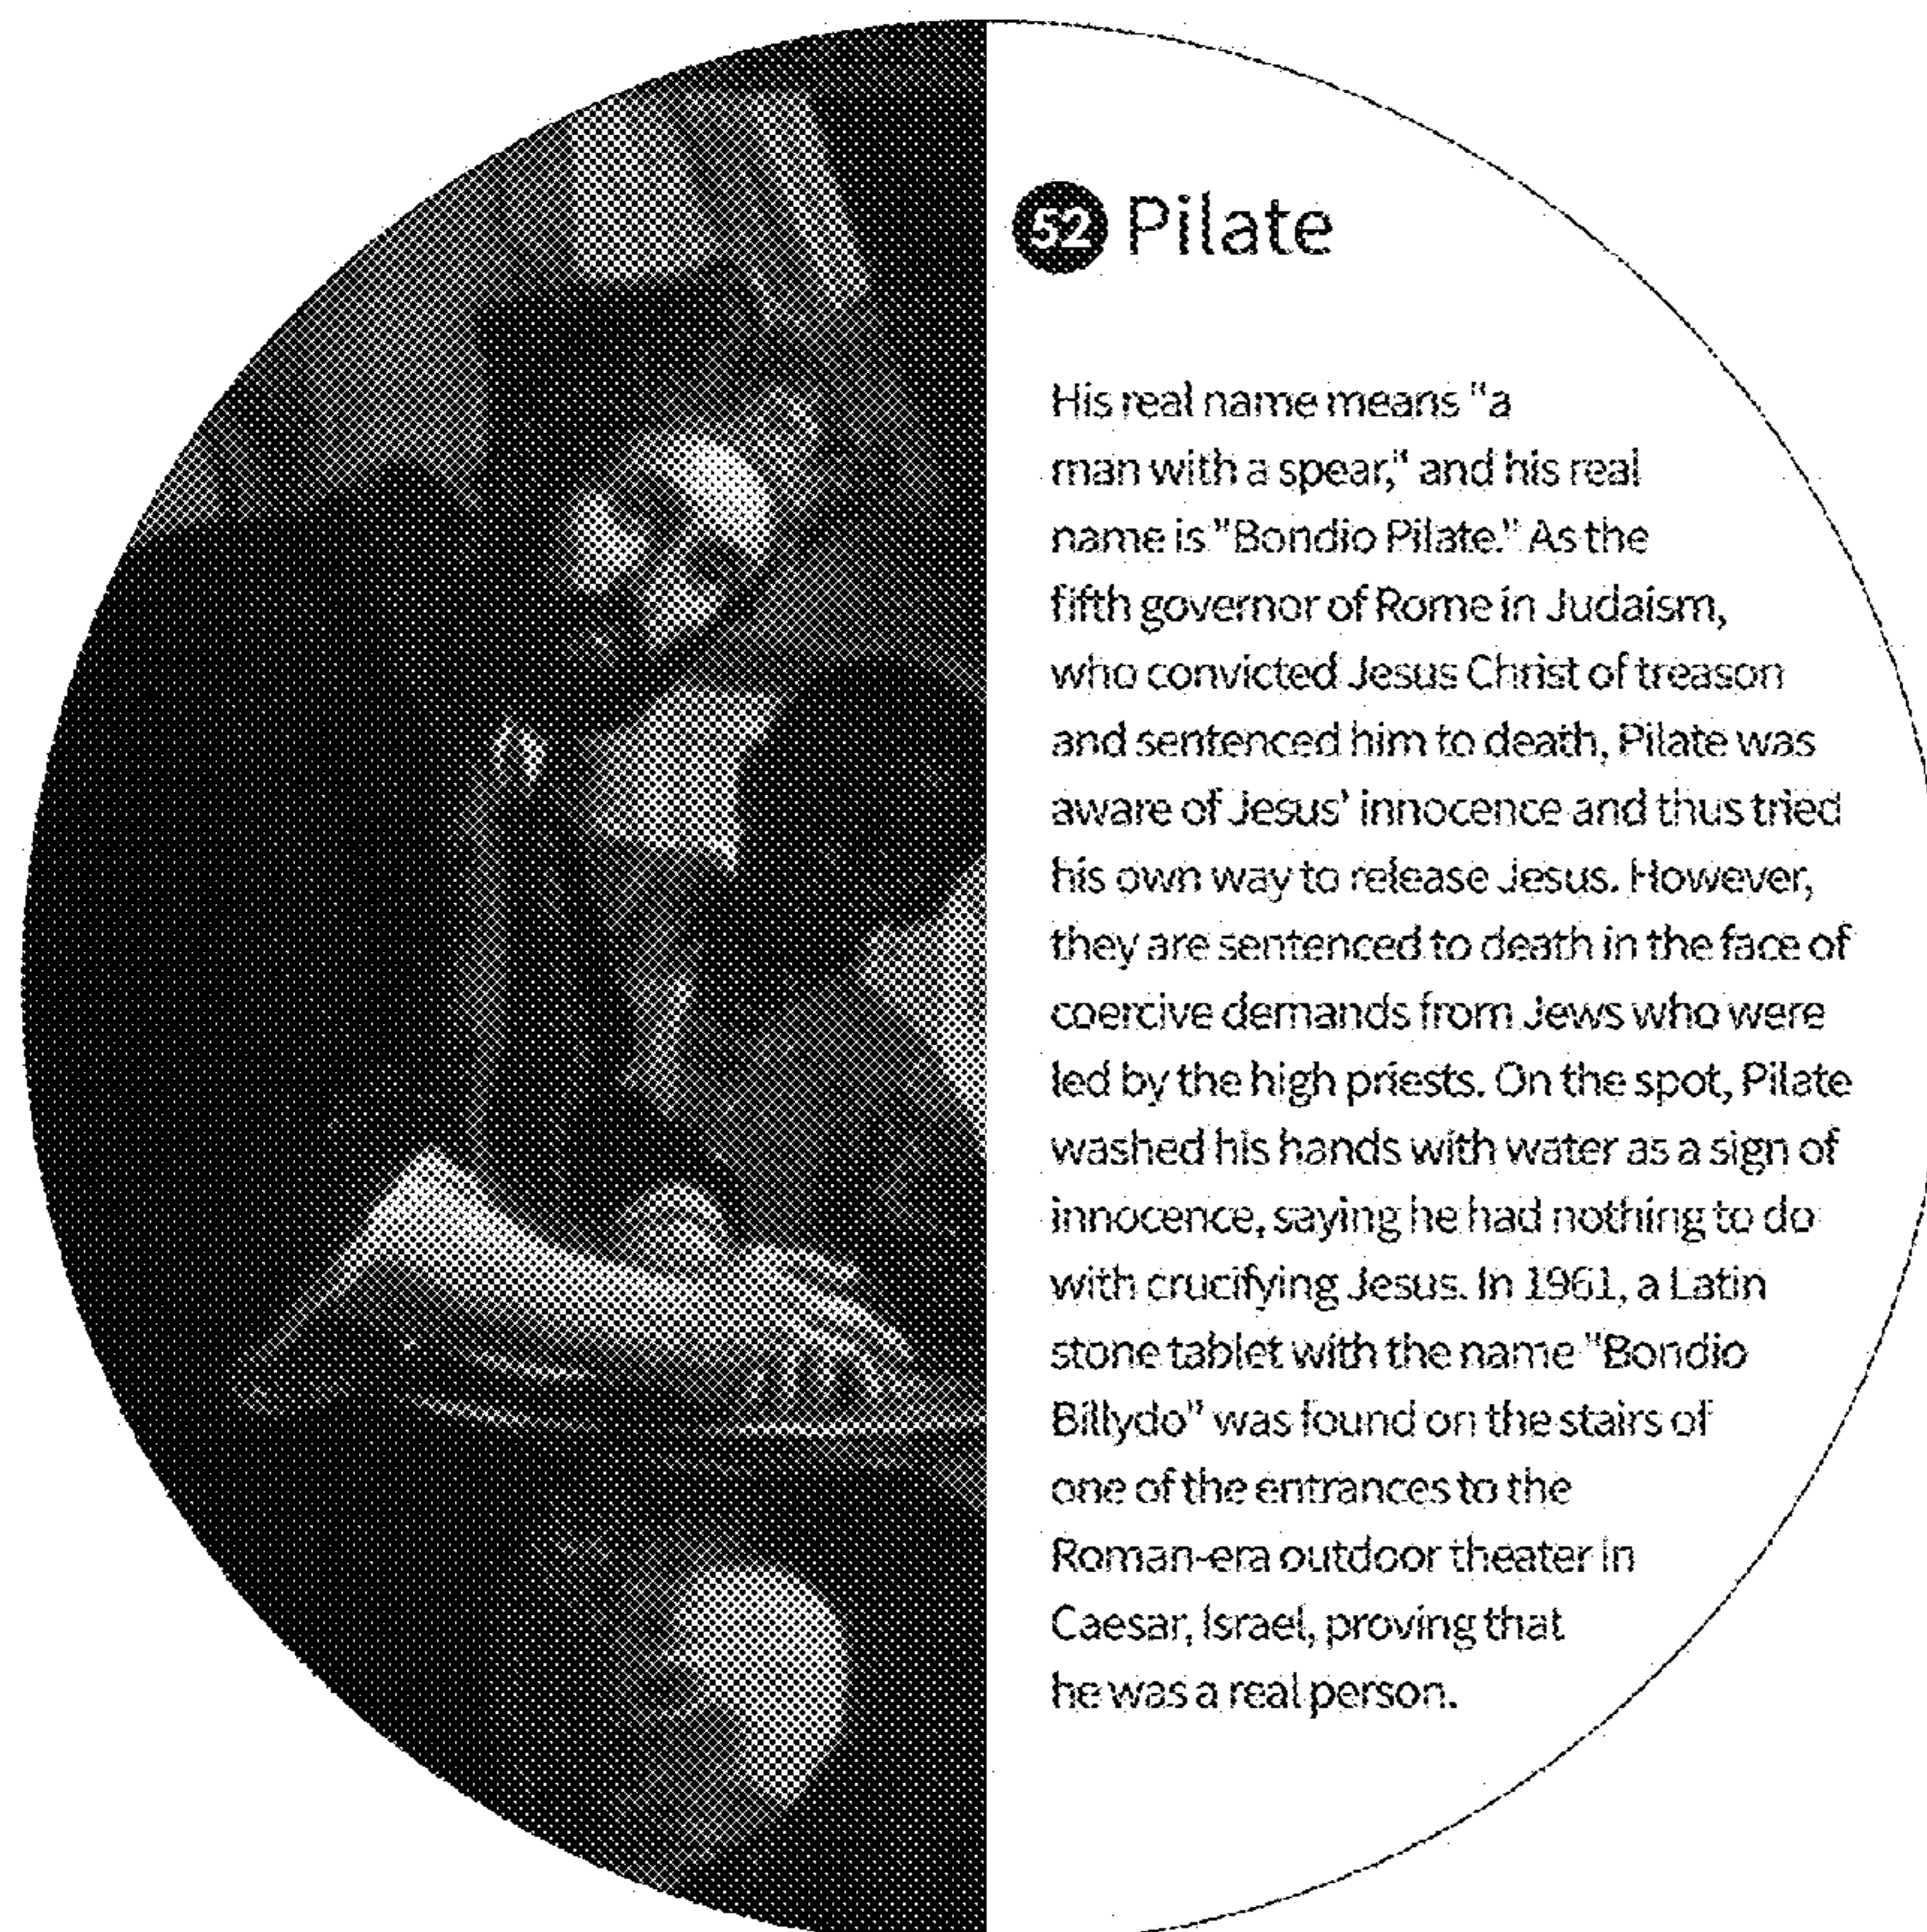 52 Pilate
His real name means "a
man with a spear," and his real
name is "Bondio Pilate." As the
fifth governor of Rome in Judaism,
who convicted Jesus Christ of treason
and sentenced him to death, Pilate was
aware of Jesus' innocence and thus tried
his own way to release Jesus. However,
they are sentenced to death in the face of
coercive demands from Jews who were
led by the high priests. On the spot, Pilate
washed his hands with water as a sign of
innocence, saying he had nothing to do
with crucifying Jesus. In 1961, a Latin
stone tablet with the name "Bondio
Billydo" was found on the stairs of
one of the entrances to the
Roman-era outdoor theater in
Caesar, Israel, proving that
he was a real person.